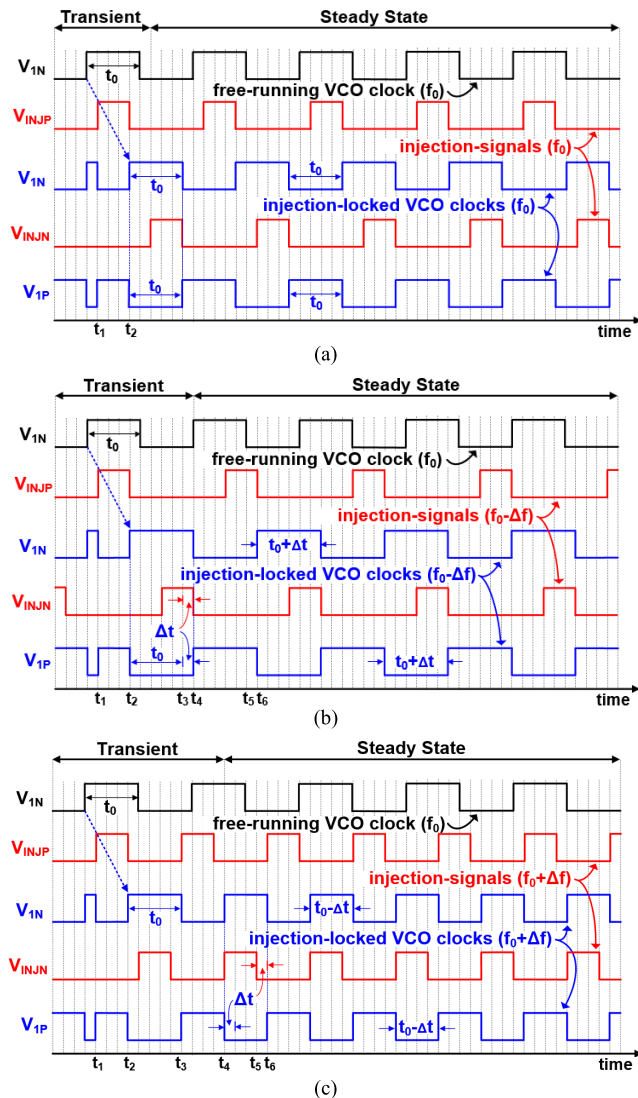 Transient Steady State
V1N t0
free-running VCO clock (f0)
VINJP
injection-signals (f0)
V1N t0 t0
injection-locked VCO clocks (f0)
VINJN
V1P t0 t0
t1 t2 time
(a)
Transient Steady State
V1N t0
free-running VCO clock (f0)
VINJP
injection-signals (f0-Δf)
V1N t0+Δt
injection-locked VCO clocks (f0-Δf)
VINJN
Δt
V1P t0 t0+Δt
t1 t2 t3 t4 t5 t6 time
(b)
Transient Steady State
V1N t0
free-running VCO clock (f0)
VINJP
injection-signals (f0+Δf)
V1N t0 t0-Δt
injection-locked VCO clocks (f0+Δf)
VINJN
Δt
V1P t0-Δt
t1 t2 t3 t4 t5 t6 time
(c)